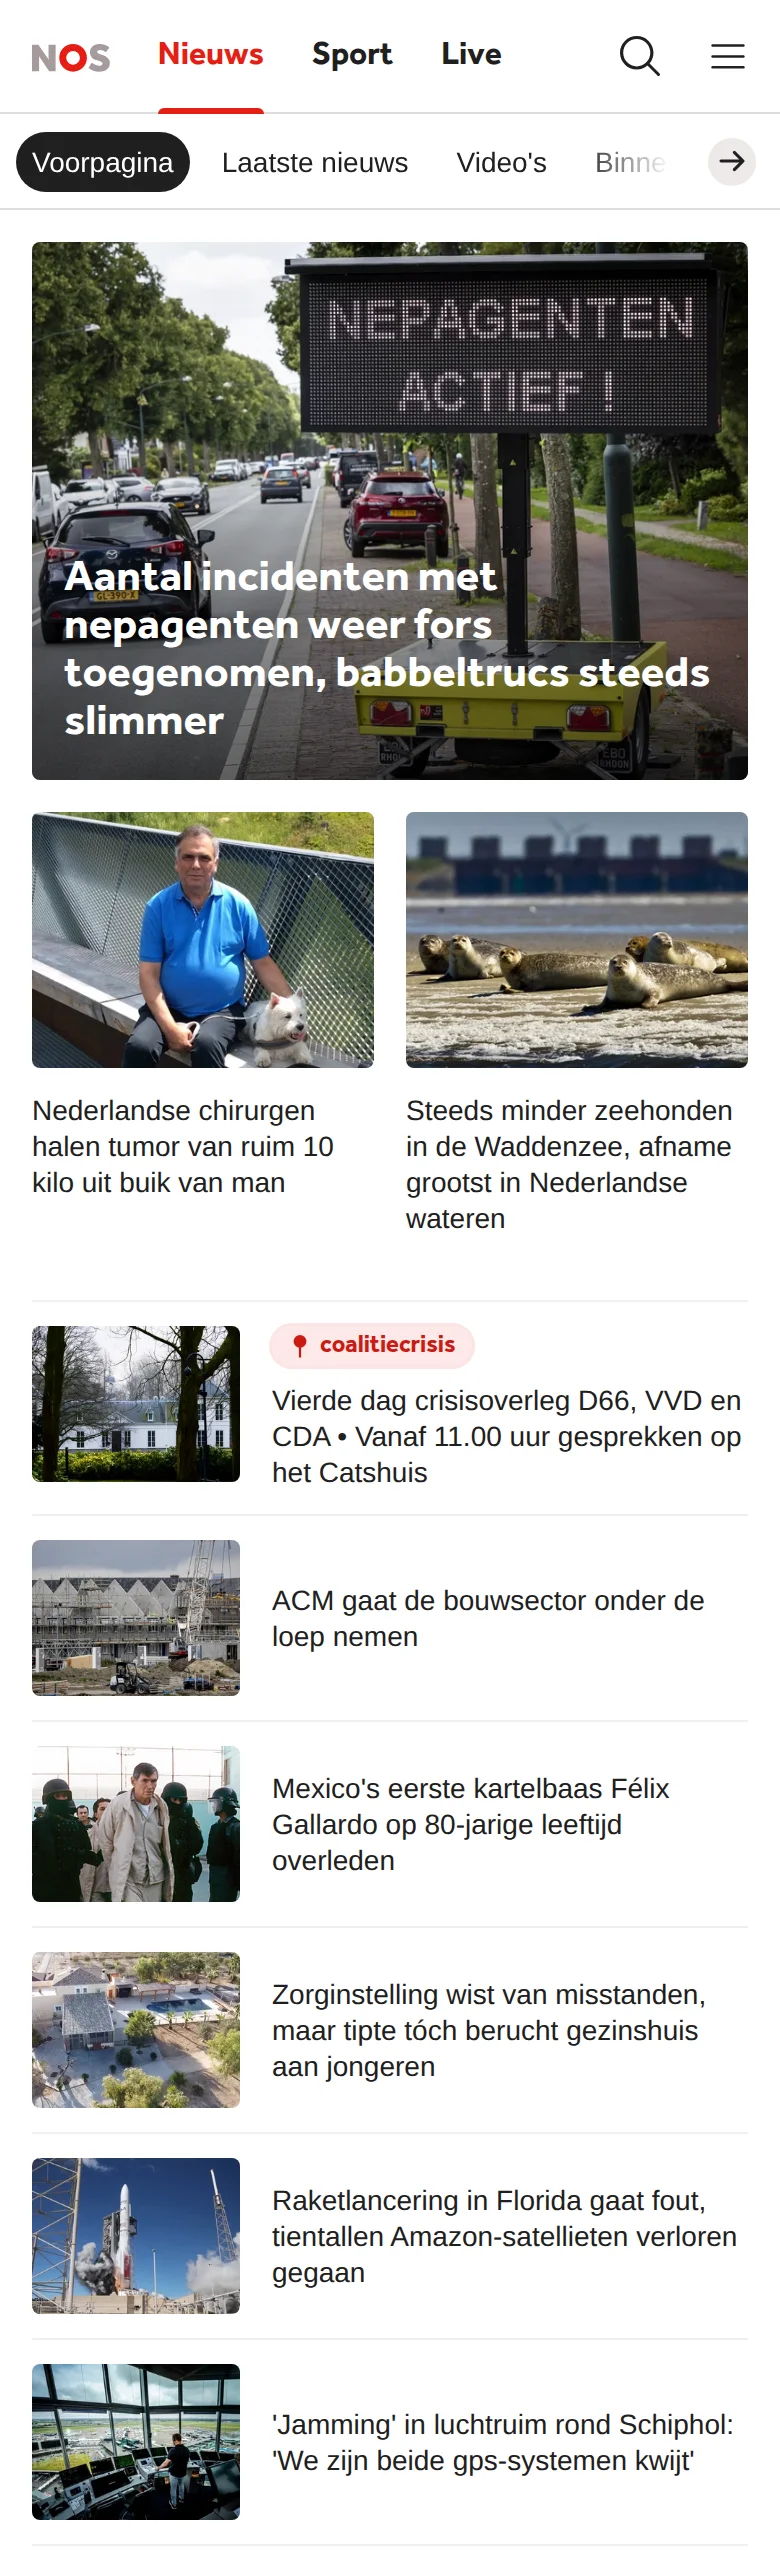 NOS Nieuws Sport Live
Voorpagina Laatste nieuws Video's Binne
NEPAGENTEN
ACTIEF !
GL-390-X
Aantal incidenten met
nepagenten weer fors
toegenomen, babbeltrucs steeds
slimmer
EBO
RHOON
Nederlandse chirurgen
halen tumor van ruim 10
kilo uit buik van man
Steeds minder zeehonden
in de Waddenzee, afname
grootst in Nederlandse
wateren
coalitiecrisis
Vierde dag crisisoverleg D66, VVD en
CDA • Vanaf 11.00 uur gesprekken op
het Catshuis
ACM gaat de bouwsector onder de
loep nemen
Mexico's eerste kartelbaas Félix
Gallardo op 80-jarige leeftijd
overleden
Zorginstelling wist van misstanden,
maar tipte tóch berucht gezinshuis
aan jongeren
Raketlancering in Florida gaat fout,
tientallen Amazon-satellieten verloren
gegaan
'Jamming' in luchtruim rond Schiphol:
'We zijn beide gps-systemen kwijt'